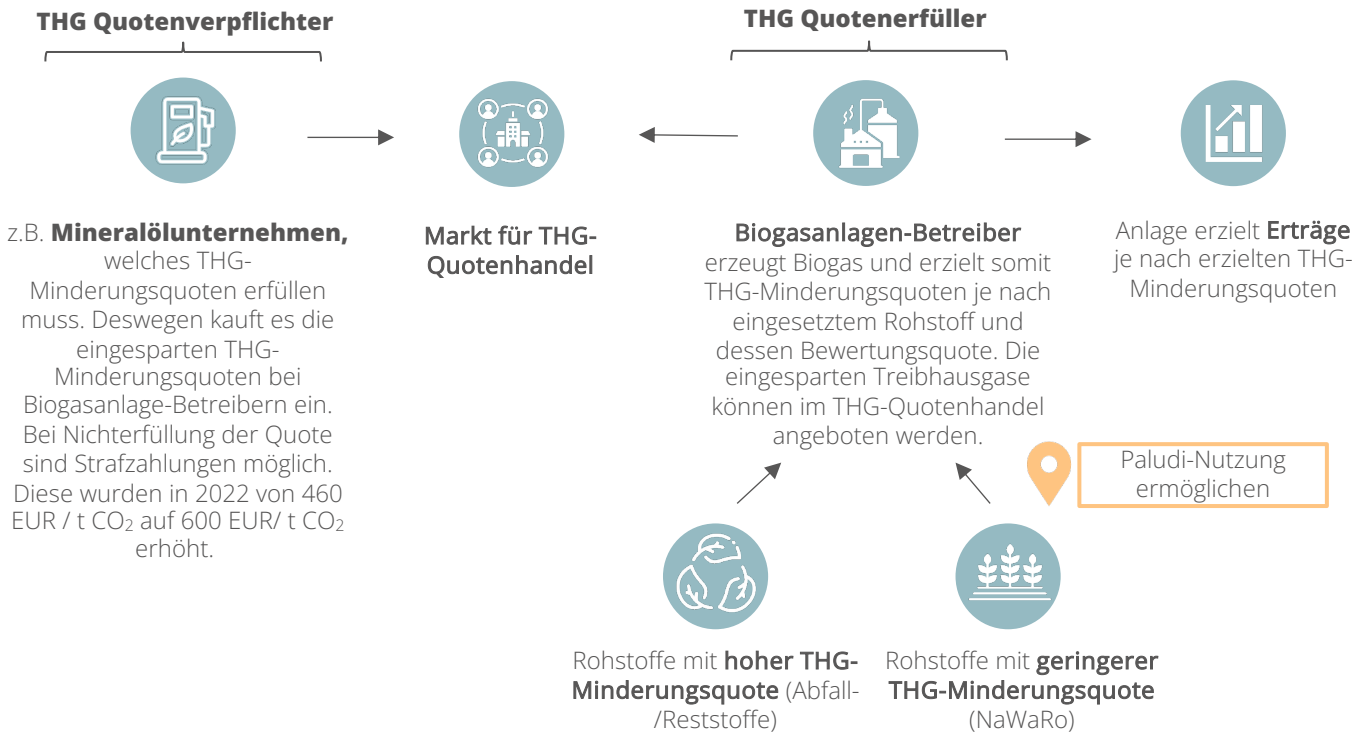 THG Quotenverpflichter
THG Quotenerfüller
z.B. Mineralölunternehmen,
welches THG-
Minderungsquoten erfüllen
muss. Deswegen kauft es die
eingesparten THG-
Minderungsquoten bei
Biogasanlage-Betreibern ein.
Bei Nichterfüllung der Quote
sind Strafzahlungen möglich.
Diese wurden in 2022 von 460
EUR / t CO₂ auf 600 EUR/ t CO₂
erhöht.
Markt für THG-
Quotenhandel
Biogasanlagen-Betreiber
erzeugt Biogas und erzielt somit
THG-Minderungsquoten je nach
eingesetztem Rohstoff und
dessen Bewertungsquote. Die
eingesparten Treibhausgase
können im THG-Quotenhandel
angeboten werden.
Anlage erzielt Erträge
je nach erzielten THG-
Minderungsquoten
Paludi-Nutzung
ermöglichen
Rohstoffe mit hoher THG-
Minderungsquote (Abfall-
/Reststoffe)
Rohstoffe mit geringerer
THG-Minderungsquote
(NaWaRo)